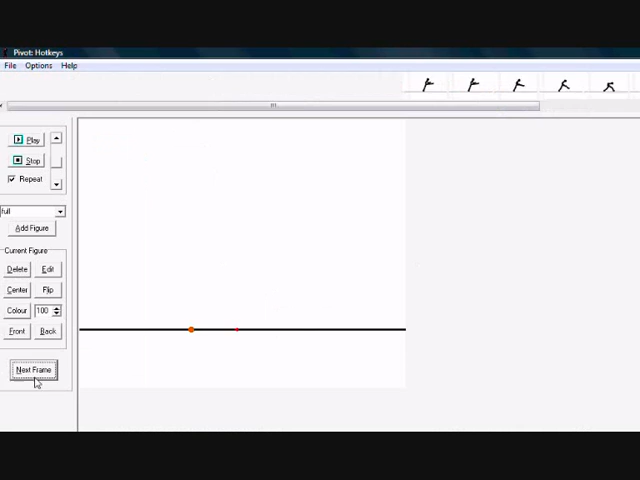 Pivot: Hotkeys
File Options Help
Play
Stop
Repeat
full
Add Figure
Current Figure
Delete Edit
Center Flip
Colour 100
Front Back
Next Frame